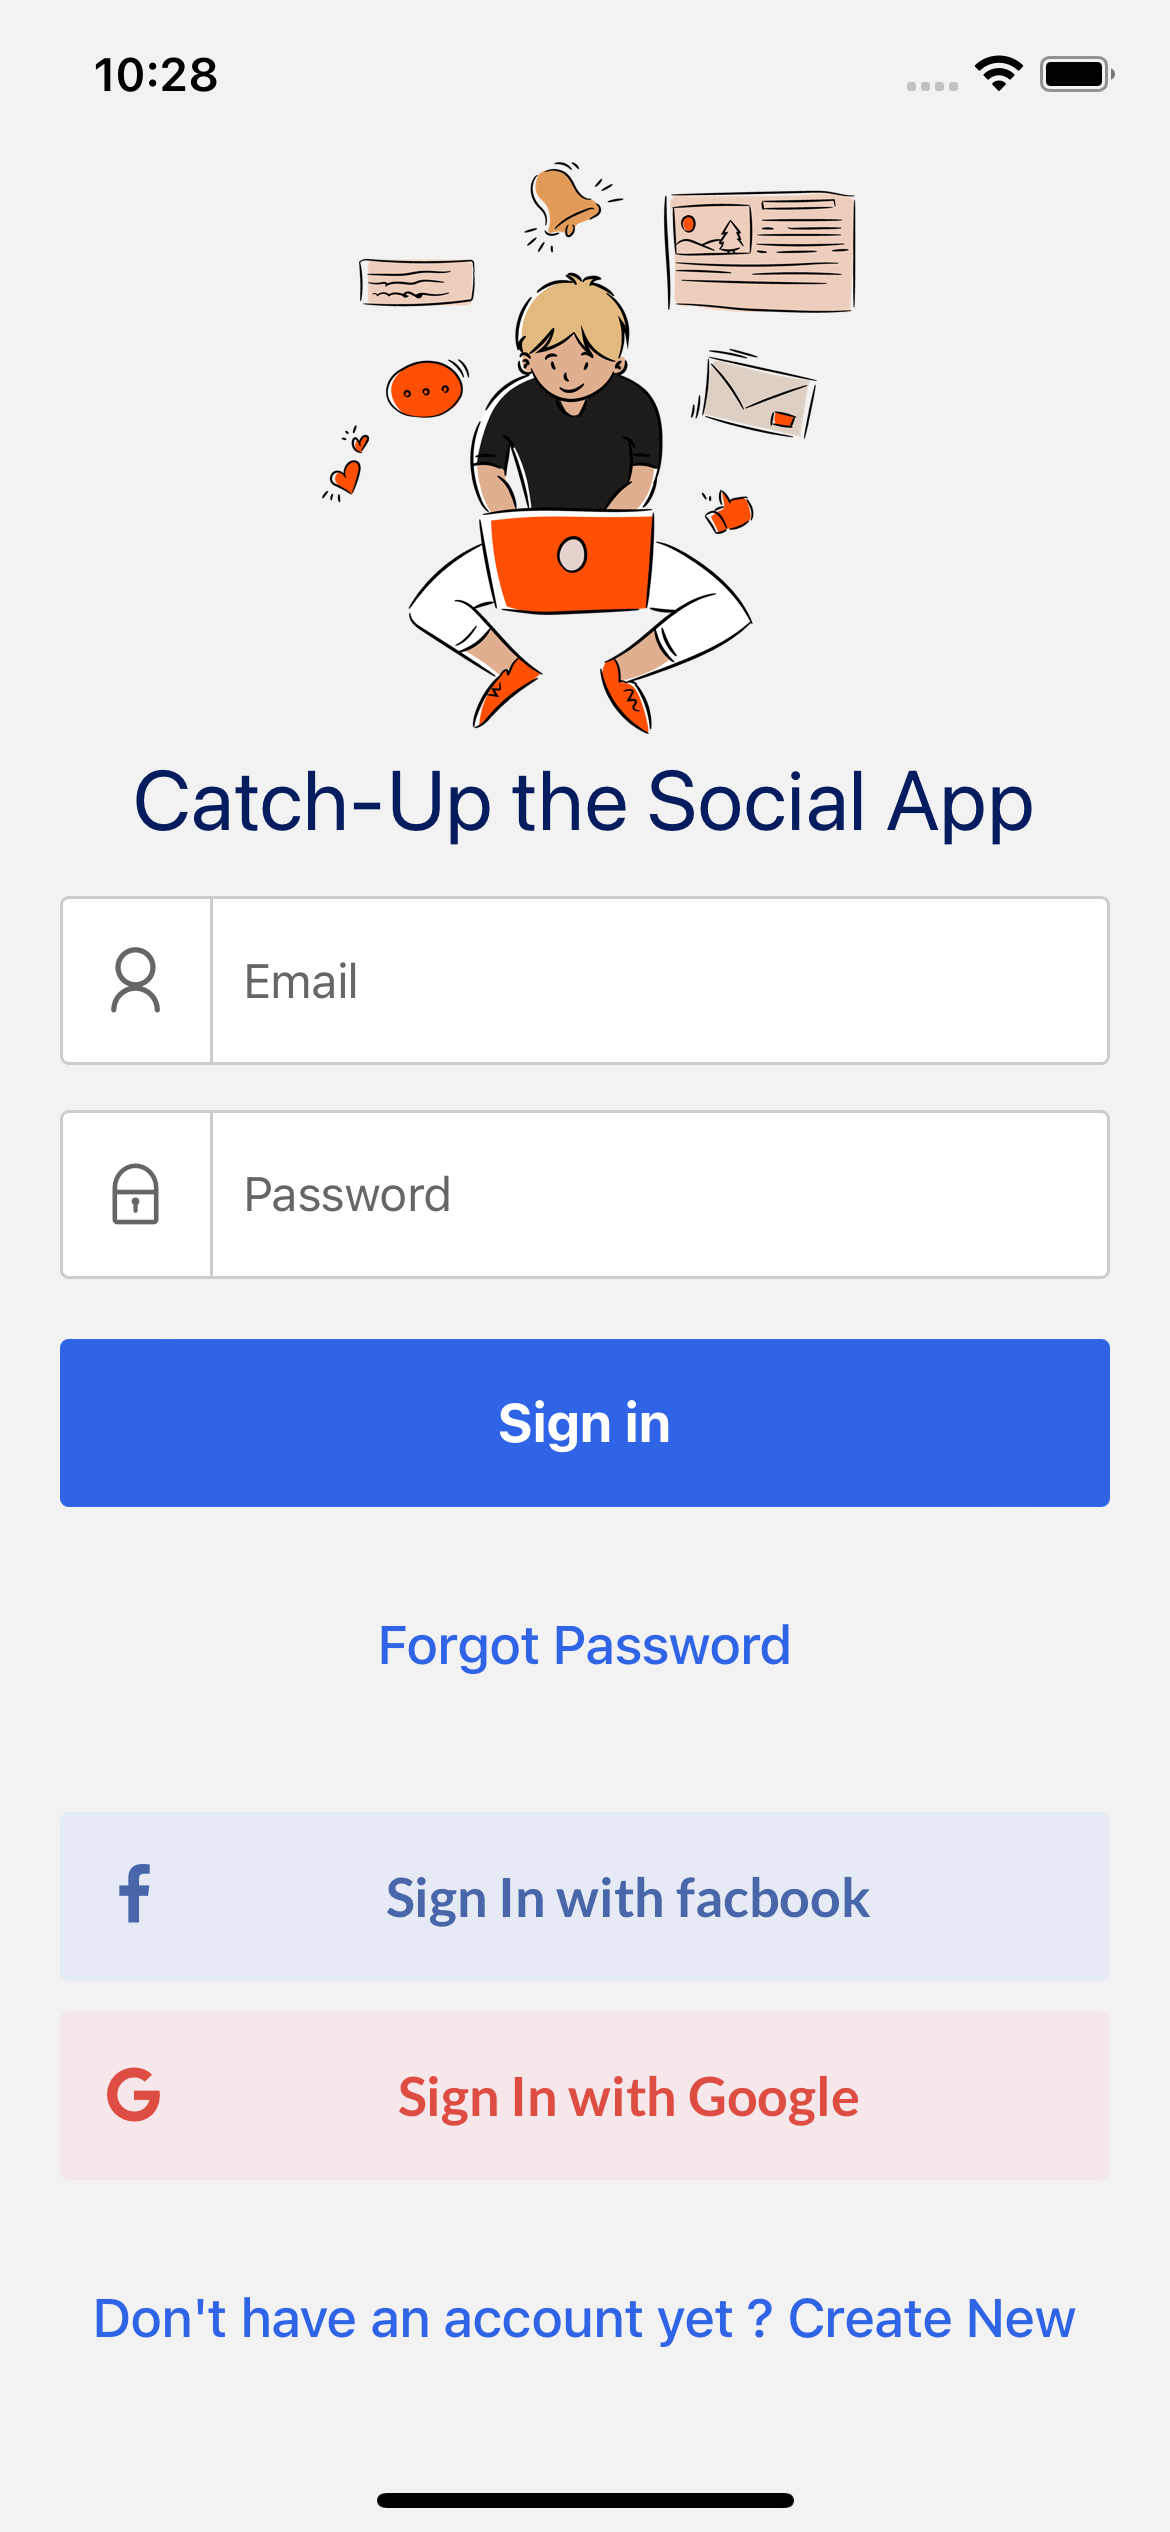 10:28
Catch-Up the Social App
Email
Password
Sign in
Forgot Password
Sign In with facbook
Sign In with Google
Don't have an account yet ? Create New